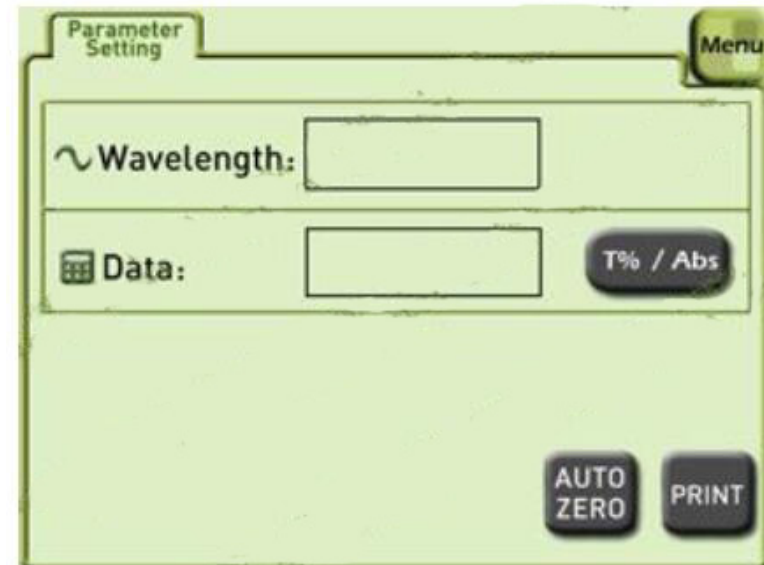 Parameter
Setting
Menu
Wavelength:
Data:
T% / Abs
AUTO
ZERO
PRINT